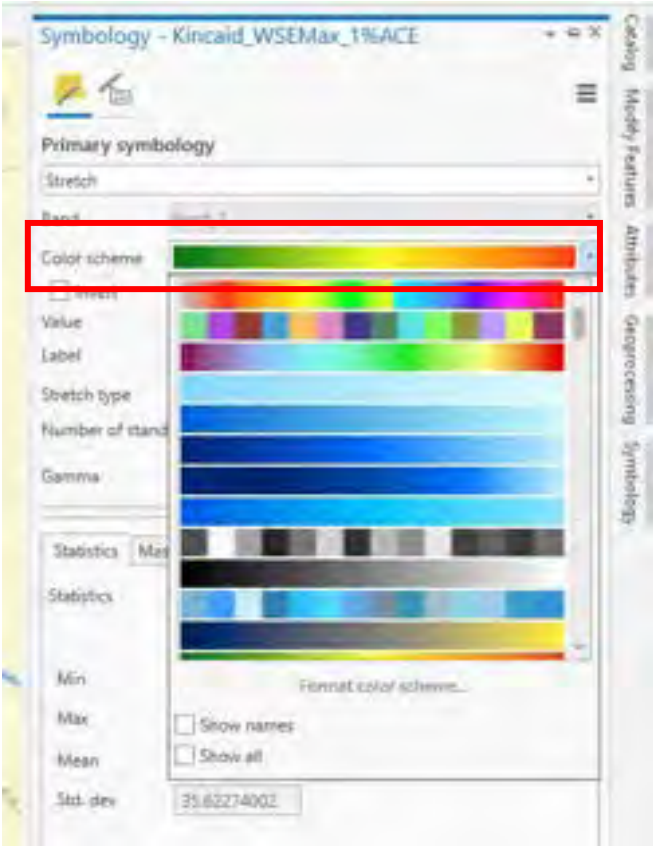 Symbology - Kincaid_WSEMax_1%ACE
Primary symbology
Stretch
Band
Color scheme
Invert
Value
Label
Stretch type
Number of stand
Gamma
Statistics
Statistics
Format color scheme...
Min
Max
Show names
Mean
Show all
Std. dev
35.62274002
Catalog
Modify Features
Attributes
Geoprocessing
Symbology